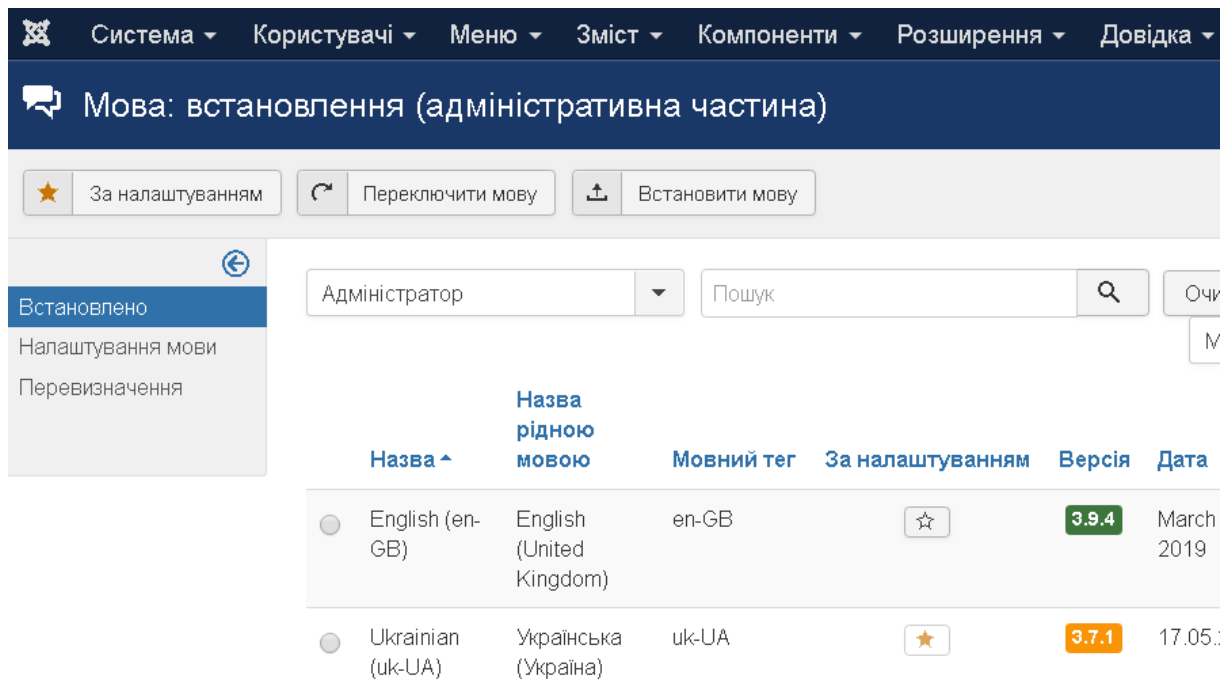 Система Користувачі Меню Зміст Компоненти Розширення Довідка
Мова: встановлення (адміністративна частина)
За налаштуванням Переключити мову Встановити мову
Встановлено
Налаштування мови
Перевизначення
Адміністратор Пошук
Назва
рідною
Назва мовою Мовний тег За налаштуванням Версія Дата
English (en- English en-GB 3.9.4 March
GB) (United 2019
Kingdom)
Ukrainian Українська uk-UA 3.7.1 17.05.
(uk-UA) (Україна)